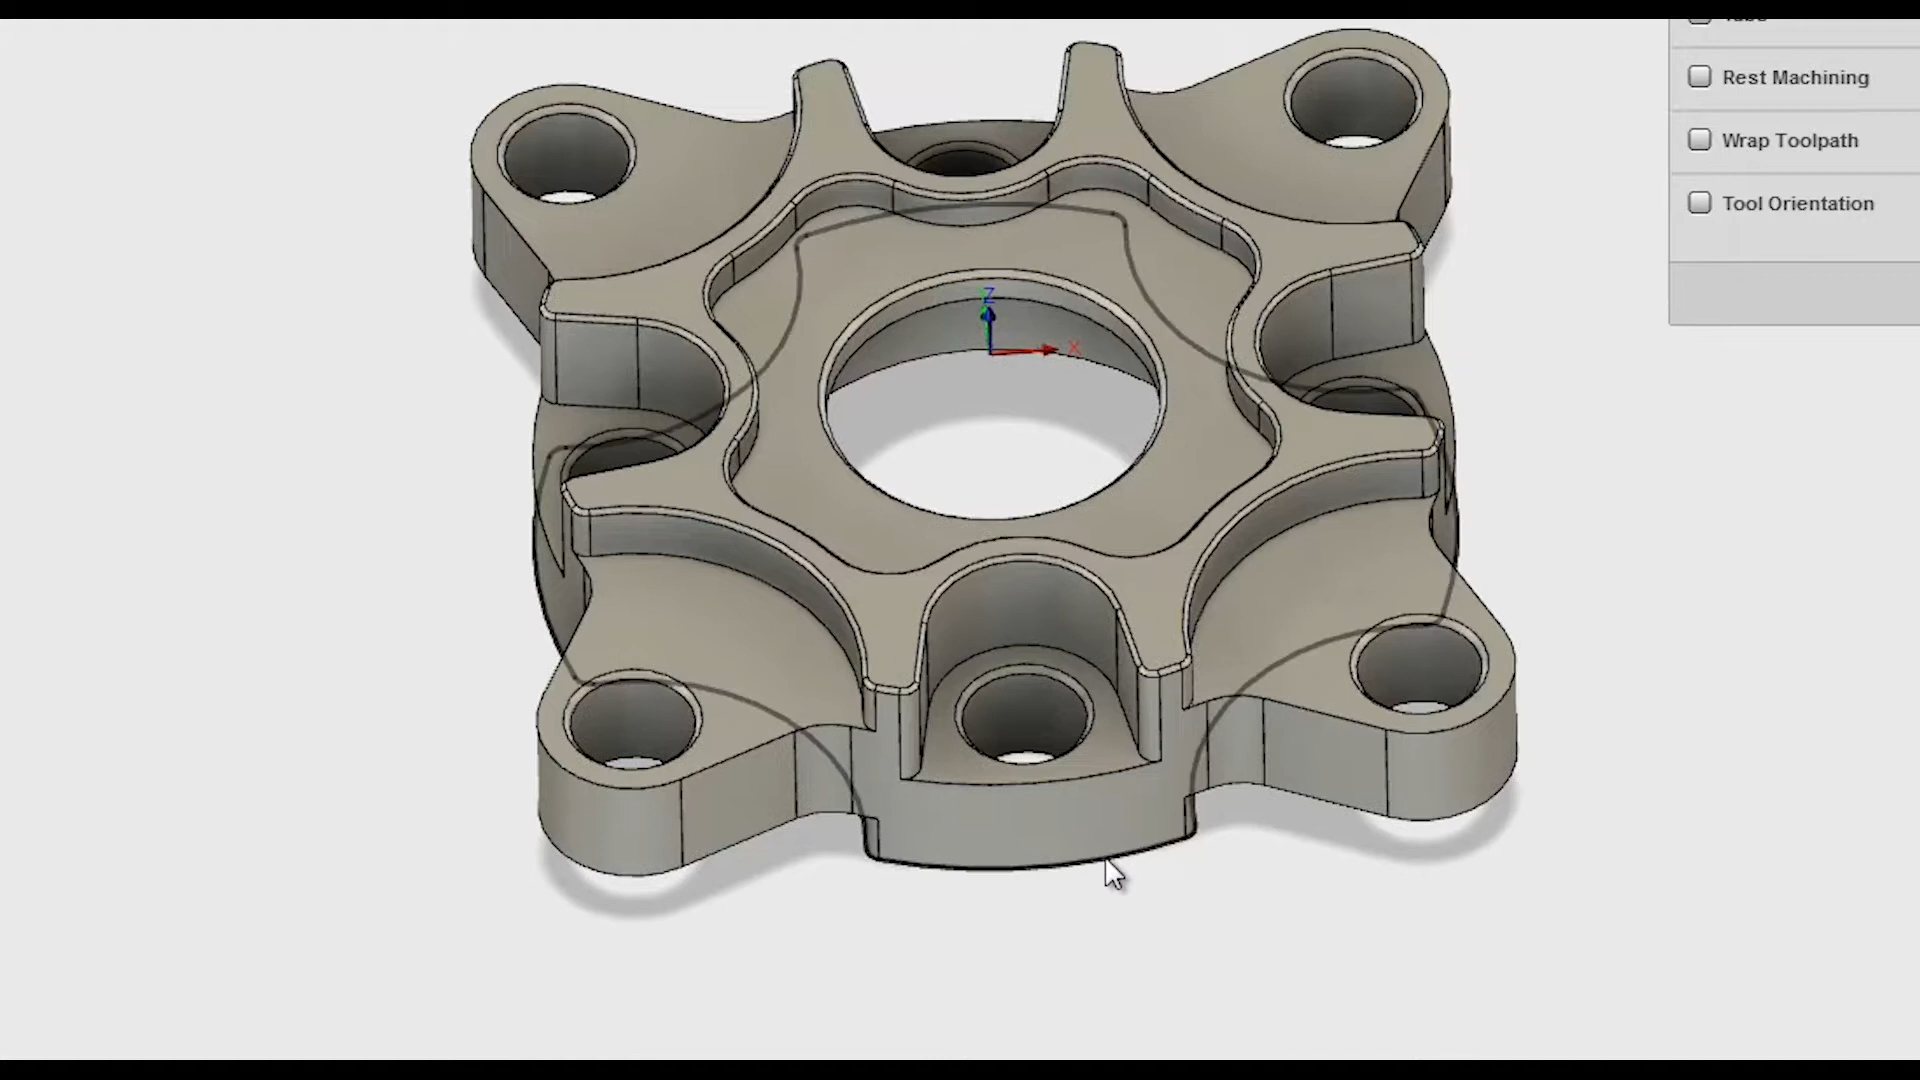 Rest Machining
Wrap Toolpath
Tool Orientation
Z
X